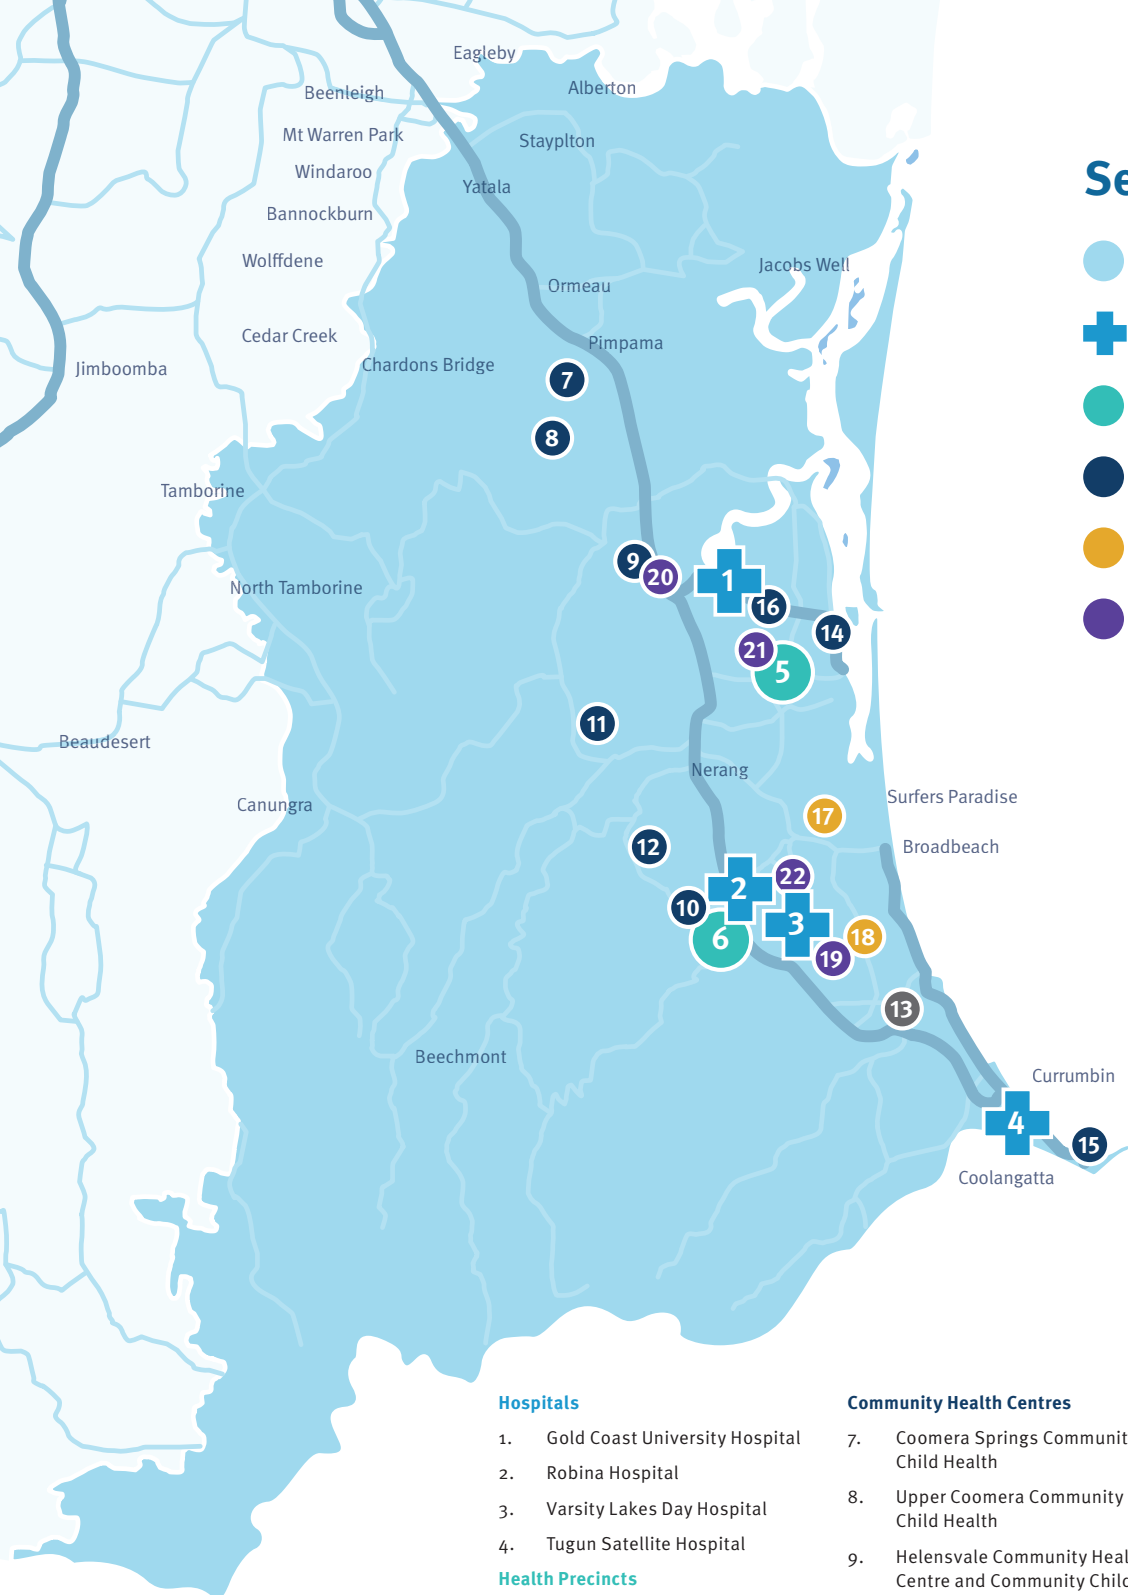 Eagleby
Alberton
Beenleigh
Mt Warren Park
Stayplton
Windaroo
Yatala
Bannockburn
Wolffdene
Jacobs Well
Ormeau
Cedar Creek
Pimpama
Jimboomba
Chardons Bridge
7
8
Tamborine
9
20
1
North Tamborine
16
14
21
5
11
Beaudesert
Nerang
Canungra
Surfers Paradise
17
12
Broadbeach
22
2
10
3
6
18
19
13
Beechmont
Currumbin
4
15
Coolangatta
Se
Hospitals
1. Gold Coast University Hospital
2. Robina Hospital
3. Varsity Lakes Day Hospital
4. Tugun Satellite Hospital
Health Precincts
Community Health Centres
7. Coomera Springs Communit
Child Health
8. Upper Coomera Community
Child Health
9. Helensvale Community Heal
Centre and Community Child